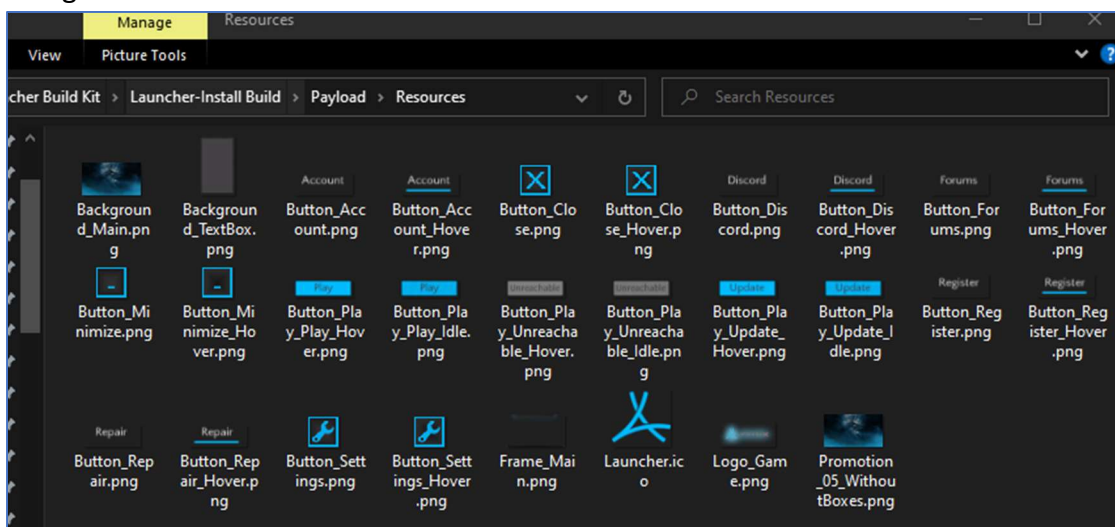 Manage Resources
View Picture Tools
cher Build Kit > Launcher-Install Build > Payload > Resources Search Resources
Account Account Discord Discord Forums Forums
Backgroun Backgroun Button_Acc Button_Acc Button_Clo Button_Clo Button_Dis Button_Dis Button_For Button_For
d_Main.pn d_TextBox. ount.png ount_Hove se.png se_Hover.p cord.png cord_Hover ums.png ums_Hover
g png r.png ng .png .png
Play Play Unreachable Unreachable Update Update Register Register
Button_Mi Button_Mi Button_Pla Button_Pla Button_Pla Button_Pla Button_Pla Button_Pla Button_Reg Button_Reg
nimize.png nimize_Ho y_Play_Hov y_Play_Idle. y_Unreacha y_Unreacha y_Update_ y_Update_I ister.png ister_Hover
ver.png er.png png ble_Hover. ble_Idle.pn Hover.png dle.png .png
png g
Repair Repair
Button_Rep Button_Rep Button_Sett Button_Sett Frame_Mai Launcher.ic Logo_Gam Promotion
air.png air_Hover.p ings.png ings_Hover n.png o e.png _05_Withou
ng .png tBoxes.png